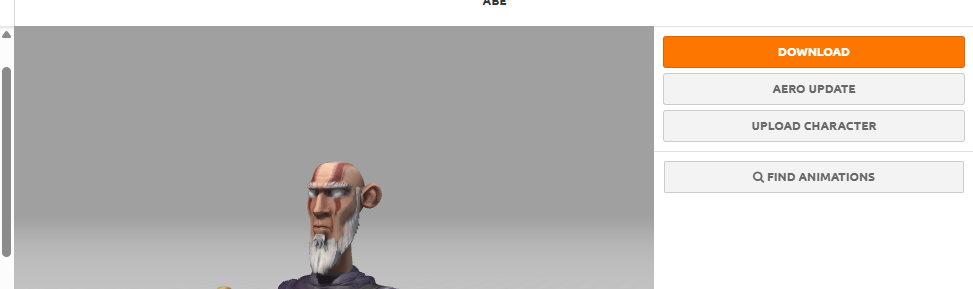 ABE
DOWNLOAD
AERO UPDATE
UPLOAD CHARACTER
FIND ANIMATIONS